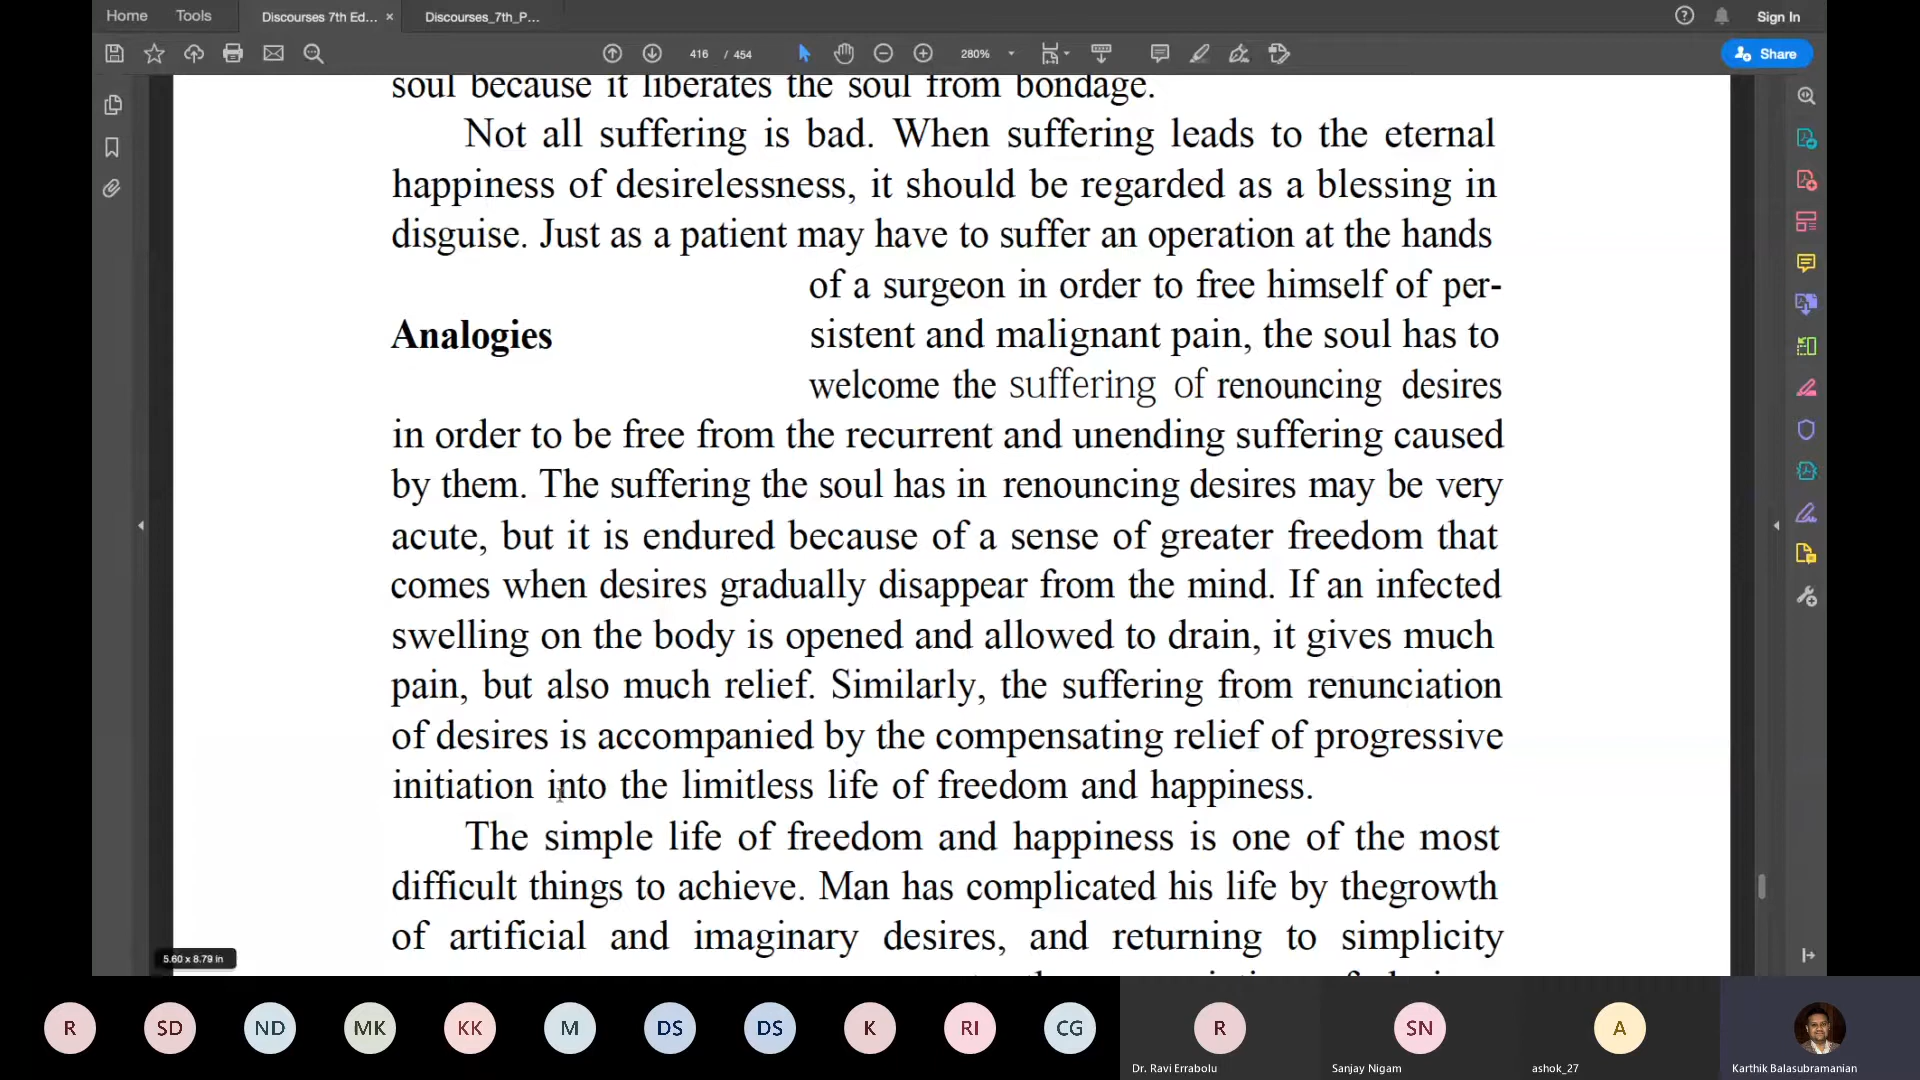 Home Tools Discourses 7th Ed... × Discourses_7th_P... Sign In
416 / 454 280% Share
soul because it liberates the soul from bondage.
Not all suffering is bad. When suffering leads to the eternal
happiness of desirelessness, it should be regarded as a blessing in
disguise. Just as a patient may have to suffer an operation at the hands
of a surgeon in order to free himself of per-
Analogies sistent and malignant pain, the soul has to
welcome the suffering of renouncing desires
in order to be free from the recurrent and unending suffering caused
by them. The suffering the soul has in renouncing desires may be very
acute, but it is endured because of a sense of greater freedom that
comes when desires gradually disappear from the mind. If an infected
swelling on the body is opened and allowed to drain, it gives much
pain, but also much relief. Similarly, the suffering from renunciation
of desires is accompanied by the compensating relief of progressive
initiation into the limitless life of freedom and happiness.
The simple life of freedom and happiness is one of the most
difficult things to achieve. Man has complicated his life by thegrowth
of artificial and imaginary desires, and returning to simplicity
5.60 x 8.79 in
R SD ND MK KK M DS DS K RI CG R SN A
Dr. Ravi Errabolu Sanjay Nigam ashok_27 Karthik Balasubramanian